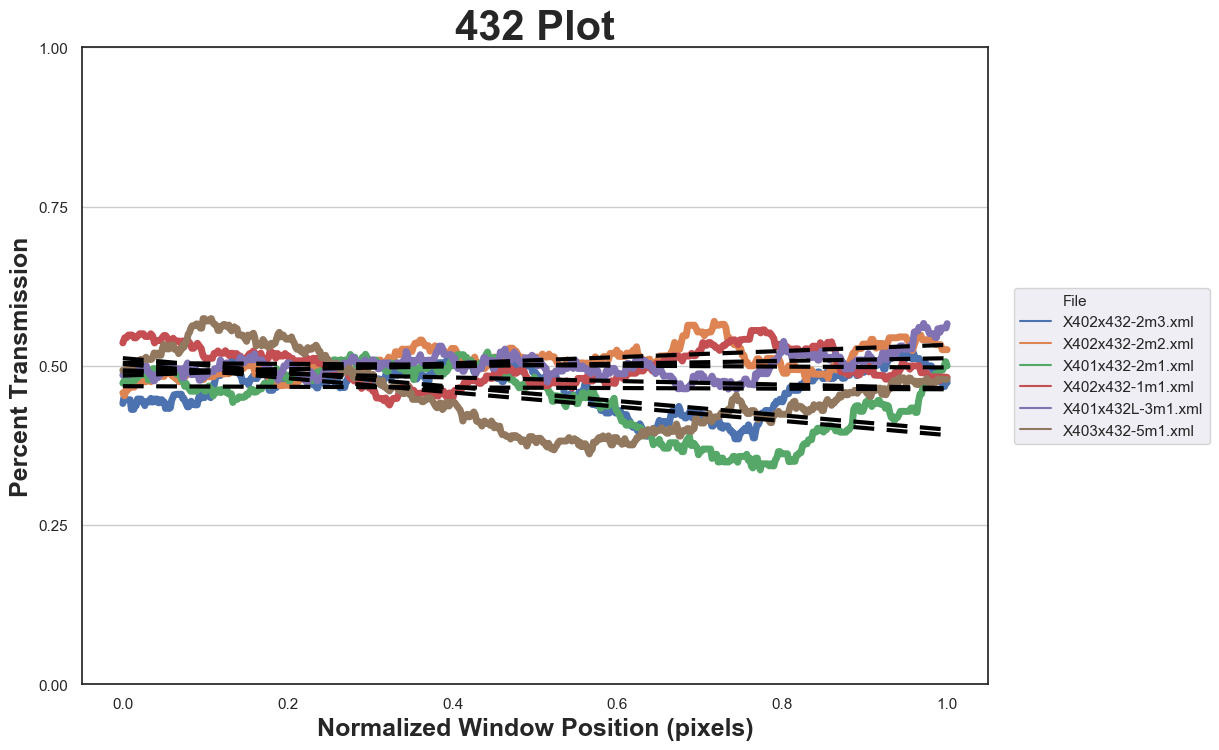 432 Plot
Percent Transmission
1.00
0.75
0.50
0.25
0.00
0.0 0.2 0.4 0.6 0.8 1.0
Normalized Window Position (pixels)
File
X402x432-2m3.xml
X402x432-2m2.xml
X401x432-2m1.xml
X402x432-1m1.xml
X401x432L-3m1.xml
X403x432-5m1.xml